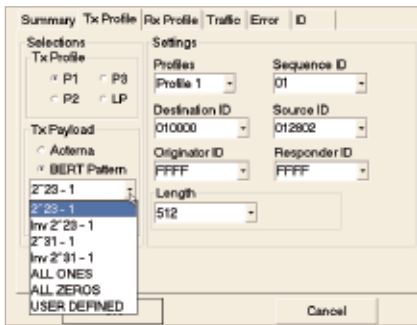 Summary Tx Profile Rx Profile Traffic Error ID
Selections
Tx Profile
P1 P3
P2 LP
Tx Payload
Acterna
BERT Pattern
2^23 - 1
2^23 - 1
Inv 2^23 - 1
2^31 - 1
Inv 2^31 - 1
ALL ONES
ALL ZEROS
USER DEFINED
Settings
Profiles Sequence ID
Profile 1 01
Destination ID Source ID
010000 012802
Originator ID Responder ID
FFFF FFFF
Length
512
Cancel